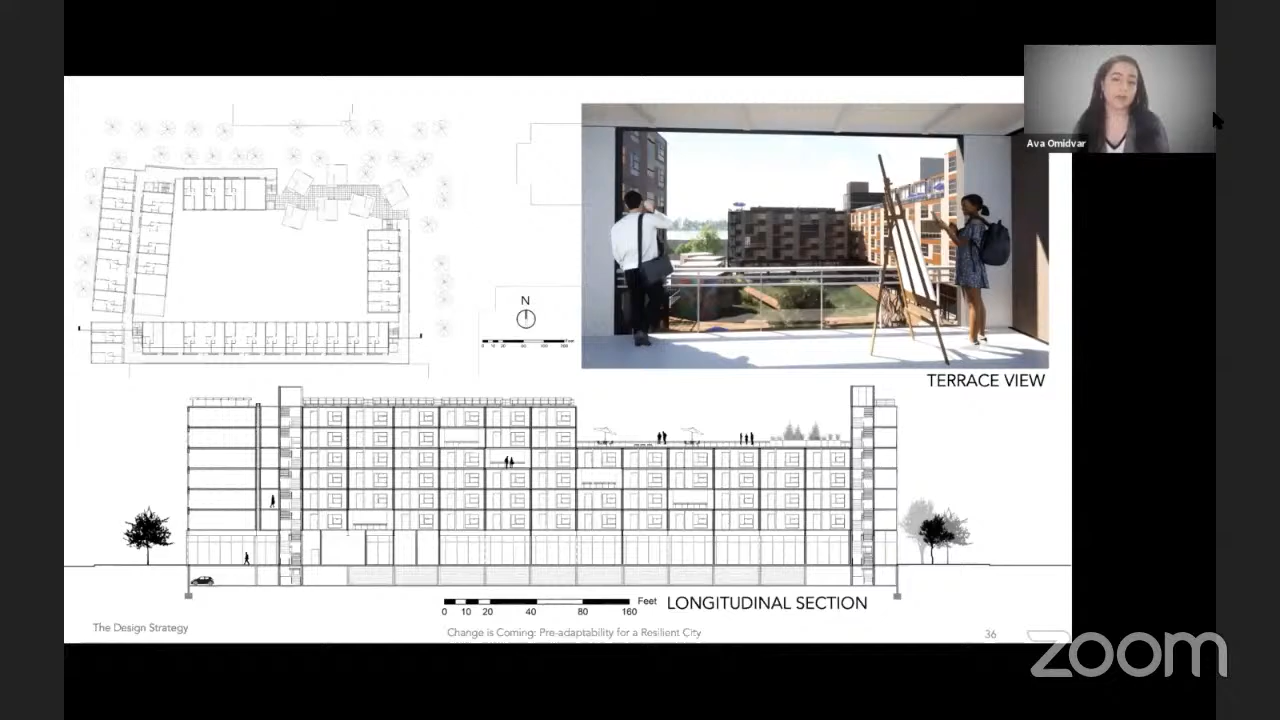 Ava Omidvar
N
Feet
TERRACE VIEW
0 10 20 40 80 160
Feet
LONGITUDINAL SECTION
The Design Strategy
Change is Coming: Pre-adaptability for a Resilient City
36
zoom